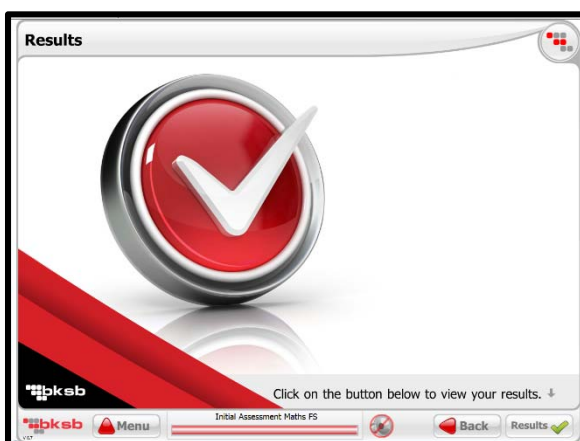 Results
bksb
Click on the button below to view your results.
bksb
Menu
Initial Assessment Maths FS
Back
Results